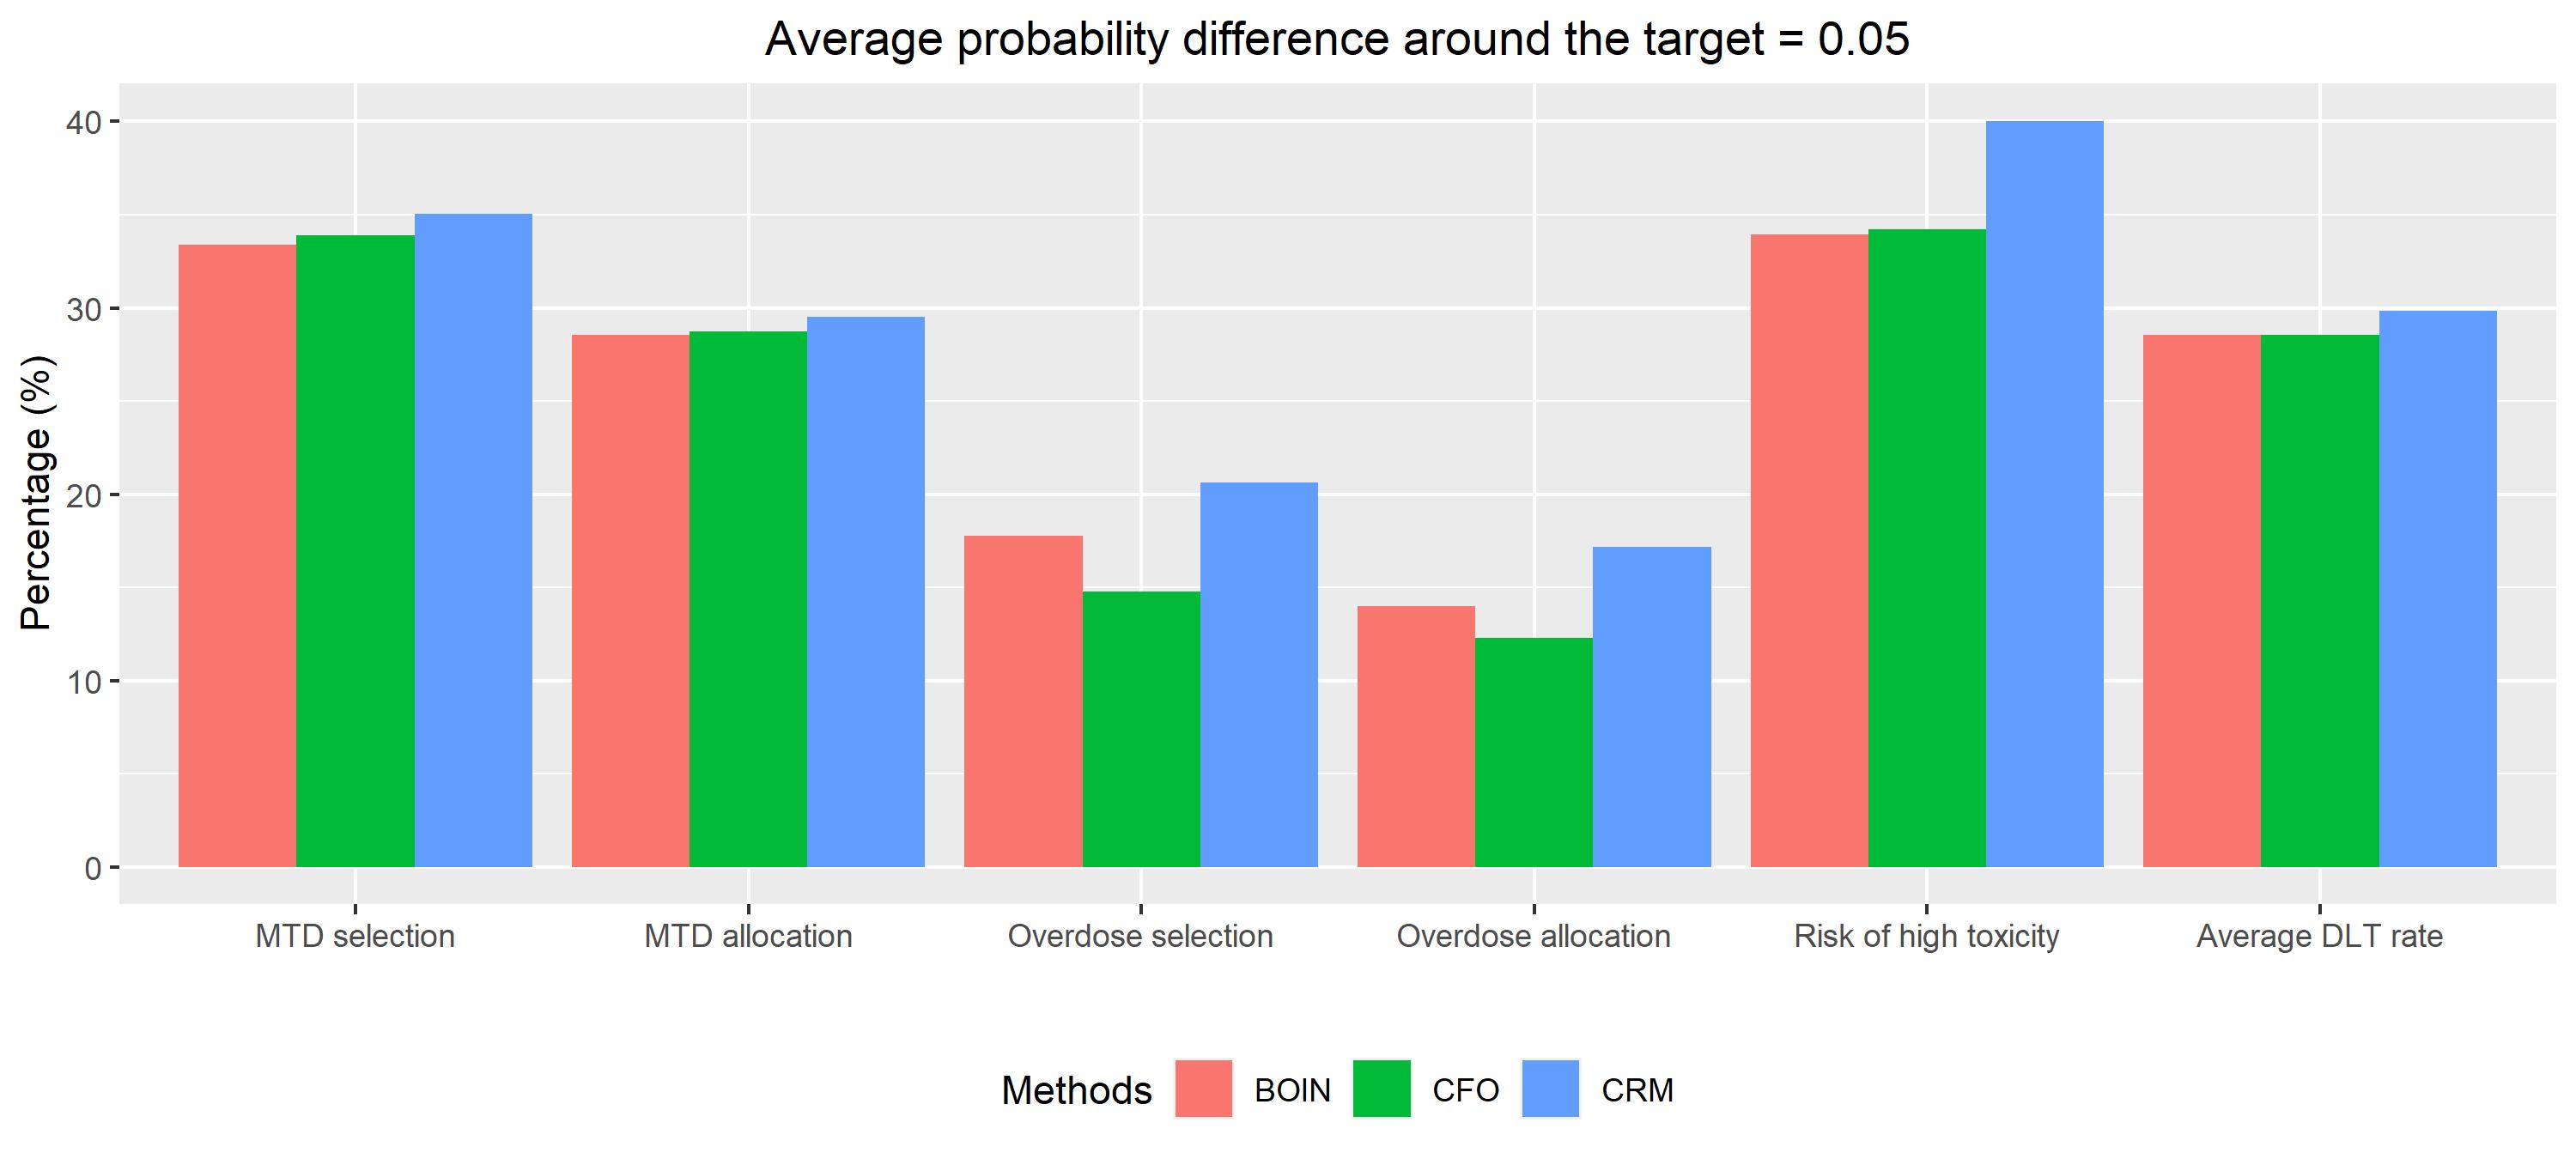 Average probability difference around the target = 0.05
Percentage (%)
40
30
20
10
0
MTD selection
MTD allocation
Overdose selection
Overdose allocation
Risk of high toxicity
Average DLT rate
Methods BOIN CFO CRM